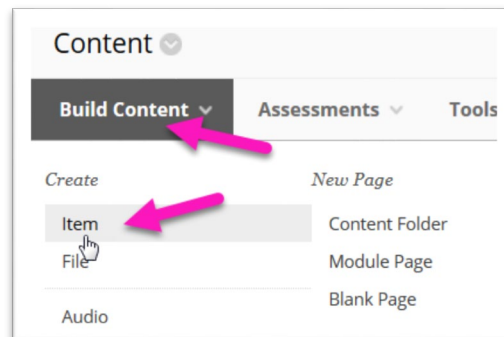 Content
Build Content Assessments Tools
Create New Page
Item Content Folder
File Module Page
Audio Blank Page